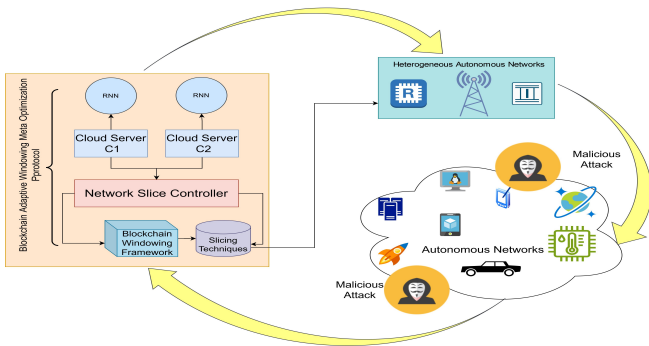 Blockchain Adaptive Windowing Meta Optimization
Pprotocol
RNN
RNN
Cloud Server
C1
Cloud Server
C2
Network Slice Controller
Blockchain
Windowing
Framework
Slicing
Techniques
Heterogeneous Autonomous Networks
R
Malicious
Attack
Autonomous Networks
Malicious
Attack